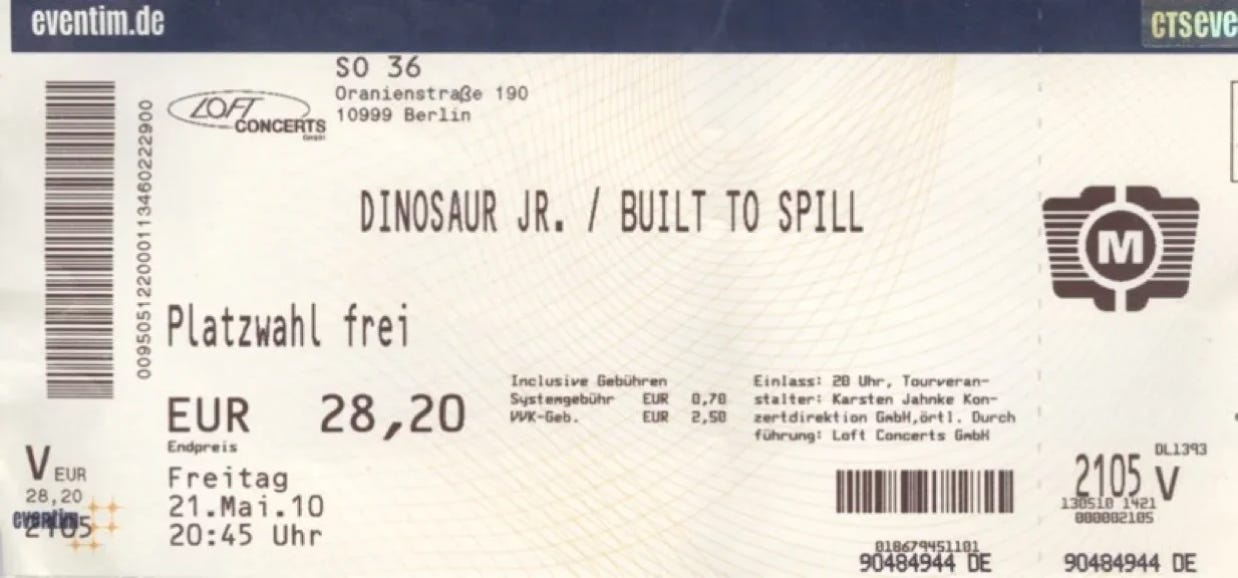 eventim.de
CTSeve
SO 36
Oranienstraße 190
10999 Berlin
LOFT
CONCERTS
GmbH
009505122000113460222900
DINOSAUR JR. / BUILT TO SPILL
M
Platzwahl frei
EUR 28,20
Endpreis
Inclusive Gebühren
Systemgebühr EUR 0,70
VVK-Geb. EUR 2,50
Einlass: 20 Uhr, Tourveran-
stalter: Karsten Jahnke Kon-
zertdirektion GmbH,örtl. Durch
führung: Loft Concerts GmbH
Freitag
21.Mai.10
20:45 Uhr
V EUR
28,20
eventim
2105
018679451101
90484944 DE
DL1393
2105 V
130510 1421
000002105
90484944 DE